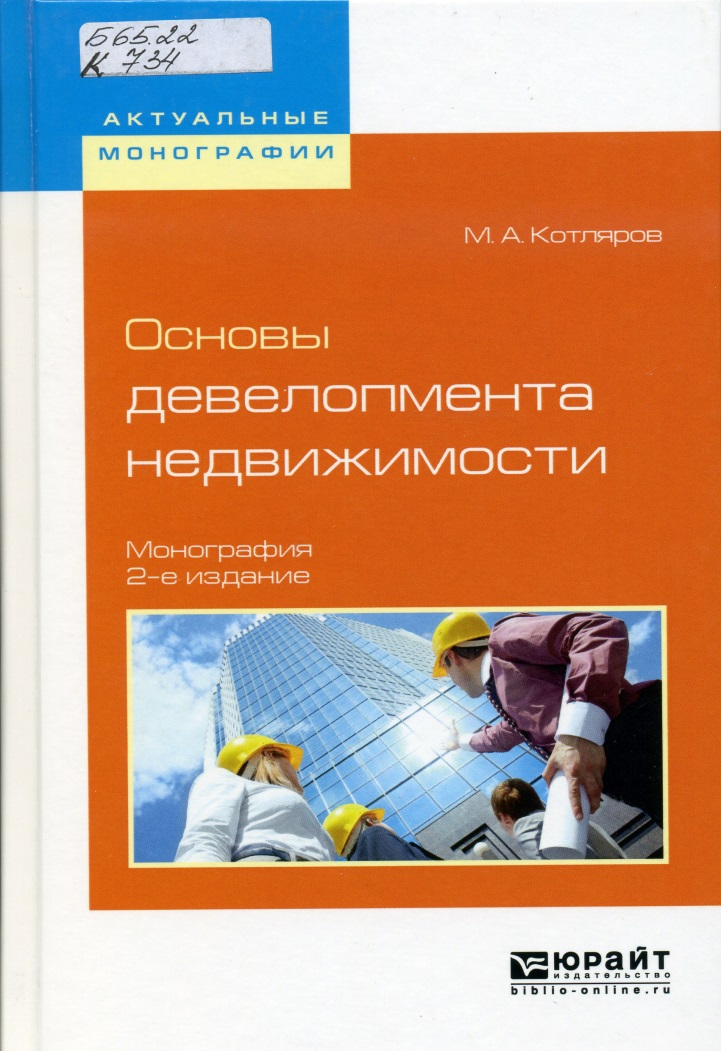 Б65.22
К 734
АКТУАЛЬНЫЕ
МОНОГРАФИИ
М. А. Котляров
Основы
девелопмента
недвижимости
Монография
2-е издание
юрайт
издательство
biblio-online.ru